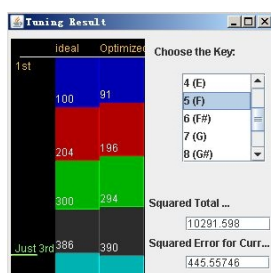 Tuning Result
ideal Optimized
1st
100 91
204 196
300 294
Just 3rd 386 390
Choose the Key:
4 (E)
5 (F)
6 (F#)
7 (G)
8 (G#)
Squared Total ...
10291.598
Squared Error for Curr...
445.55746